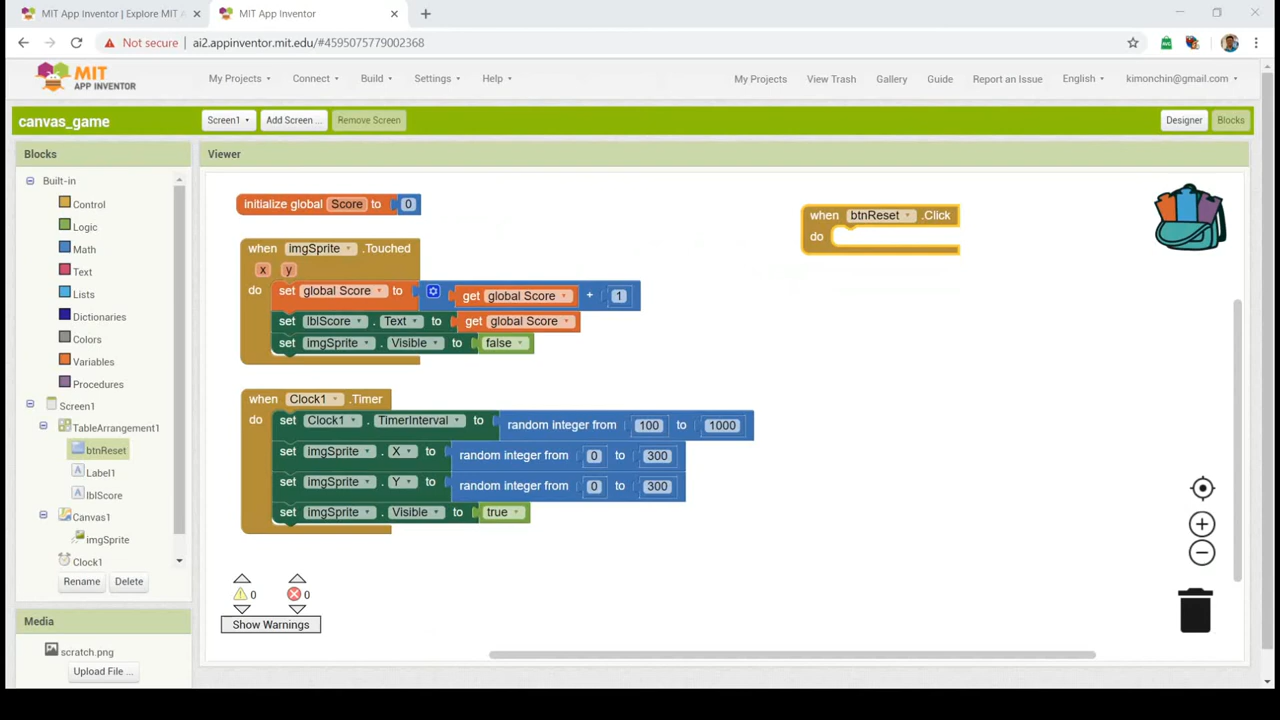 MIT App Inventor | Explore MIT A
MIT App Inventor
Not secure | ai2.appinventor.mit.edu/#4595075779002368
MIT
APP INVENTOR
My Projects
Connect
Build
Settings
Help
My Projects
View Trash
Gallery
Guide
Report an Issue
English
kimonchin@gmail.com
canvas_game
Screen1
Add Screen ...
Remove Screen
Designer
Blocks
Blocks
Viewer
Built-in
Control
Logic
Math
Text
Lists
Dictionaries
Colors
Variables
Procedures
Screen1
TableArrangement1
btnReset
Label1
lblScore
Canvas1
imgSprite
Clock1
Rename
Delete
Media
scratch.png
Upload File ...
initialize global Score to 0
when imgSprite .Touched
x y
do set global Score to get global Score + 1
set lblScore . Text to get global Score
set imgSprite . Visible to false
when Clock1 .Timer
do set Clock1 . TimerInterval to random integer from 100 to 1000
set imgSprite . X to random integer from 0 to 300
set imgSprite . Y to random integer from 0 to 300
set imgSprite . Visible to true
when btnReset .Click
do
0 0
Show Warnings